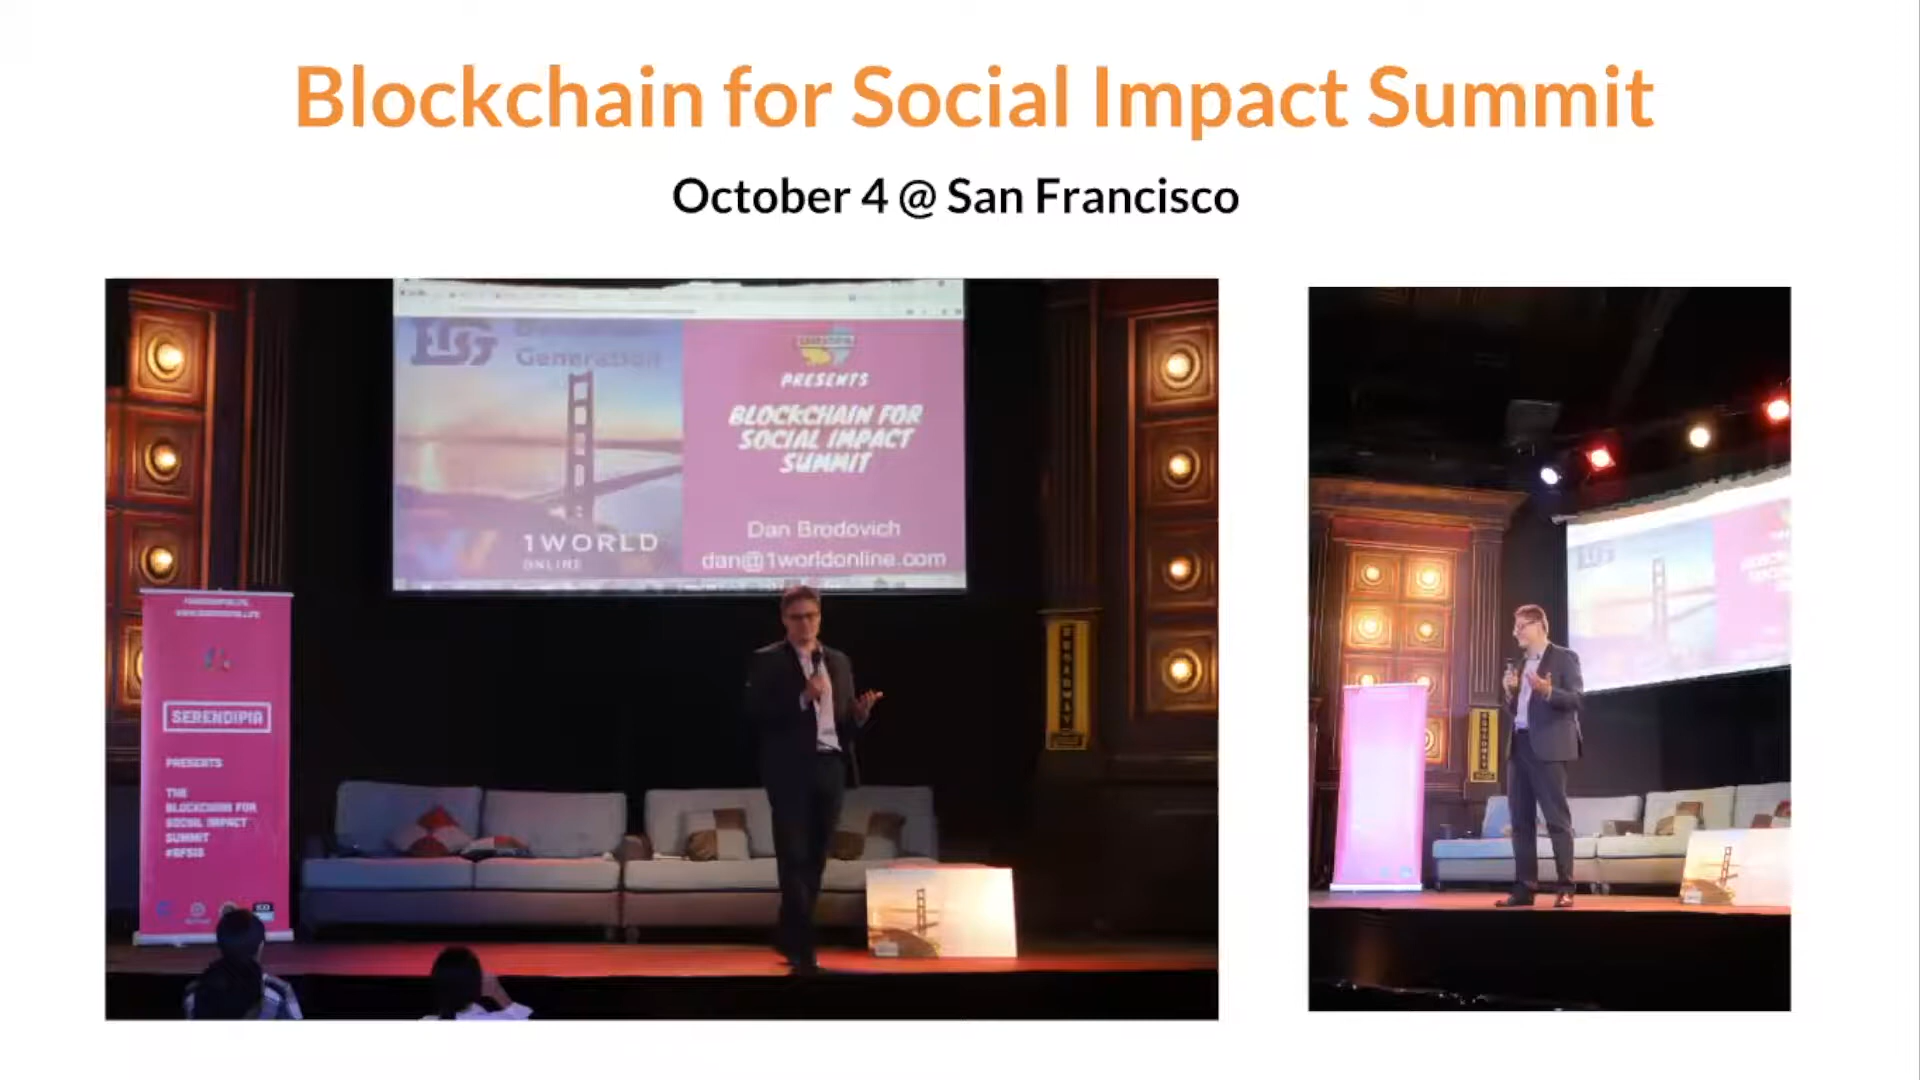 Blockchain for Social Impact Summit
October 4 @ San Francisco
Generation
PRESENTS
BLOCKCHAIN FOR
SOCIAL IMPACT
SUMMIT
Dan Brodovich
dan@1worldonline.com
1WORLD
ONLINE
SERENDIPIA
PRESENTS
THE
BLOCKCHAIN FOR
SOCIAL IMPACT
SUMMIT
#BFSIS
BROADWAY